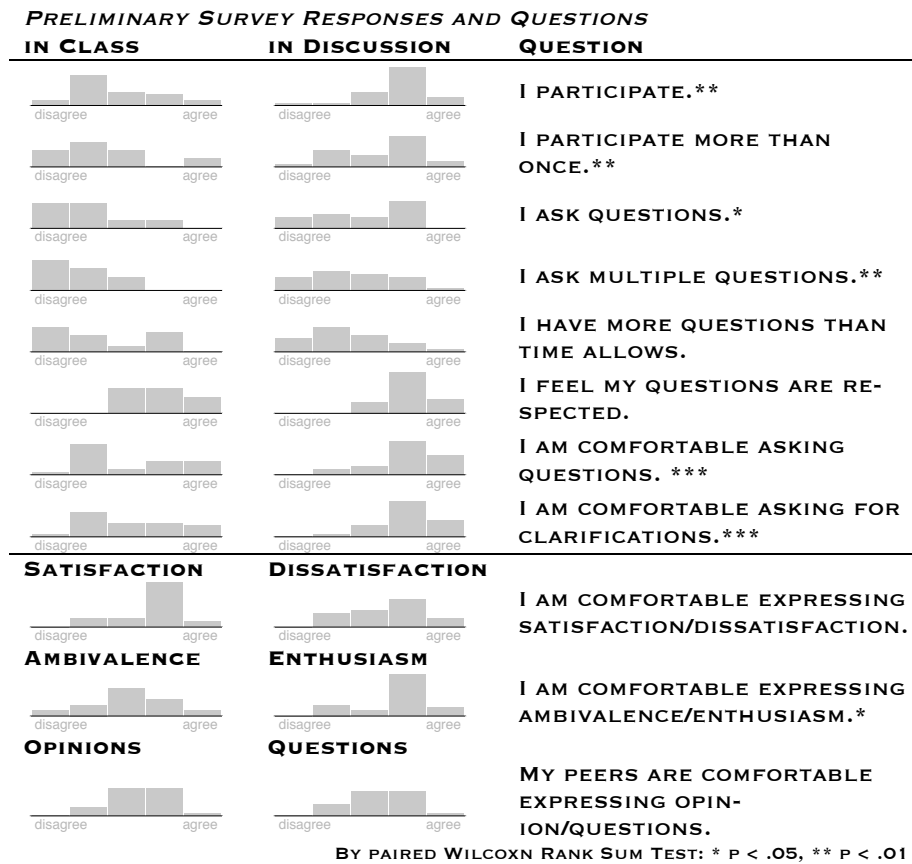 Preliminary Survey Responses and Questions
in Class in Discussion Question
disagree agree disagree agree I participate.**
I participate more than
disagree agree disagree agree once.**
disagree agree disagree agree I ask questions.*
disagree agree disagree agree I ask multiple questions.**
I have more questions than
disagree agree disagree agree time allows.
I feel my questions are re-
disagree agree disagree agree spected.
I am comfortable asking
disagree agree disagree agree questions. ***
I am comfortable asking for
disagree agree disagree agree clarifications.***
Satisfaction Dissatisfaction
I am comfortable expressing
disagree agree disagree agree satisfaction/dissatisfaction.
Ambivalence Enthusiasm
I am comfortable expressing
disagree agree disagree agree ambivalence/enthusiasm.*
Opinions Questions
My peers are comfortable
expressing opin-
disagree agree disagree agree ion/questions.
By paired Wilcoxn Rank Sum Test: * p < .05, ** p < .01